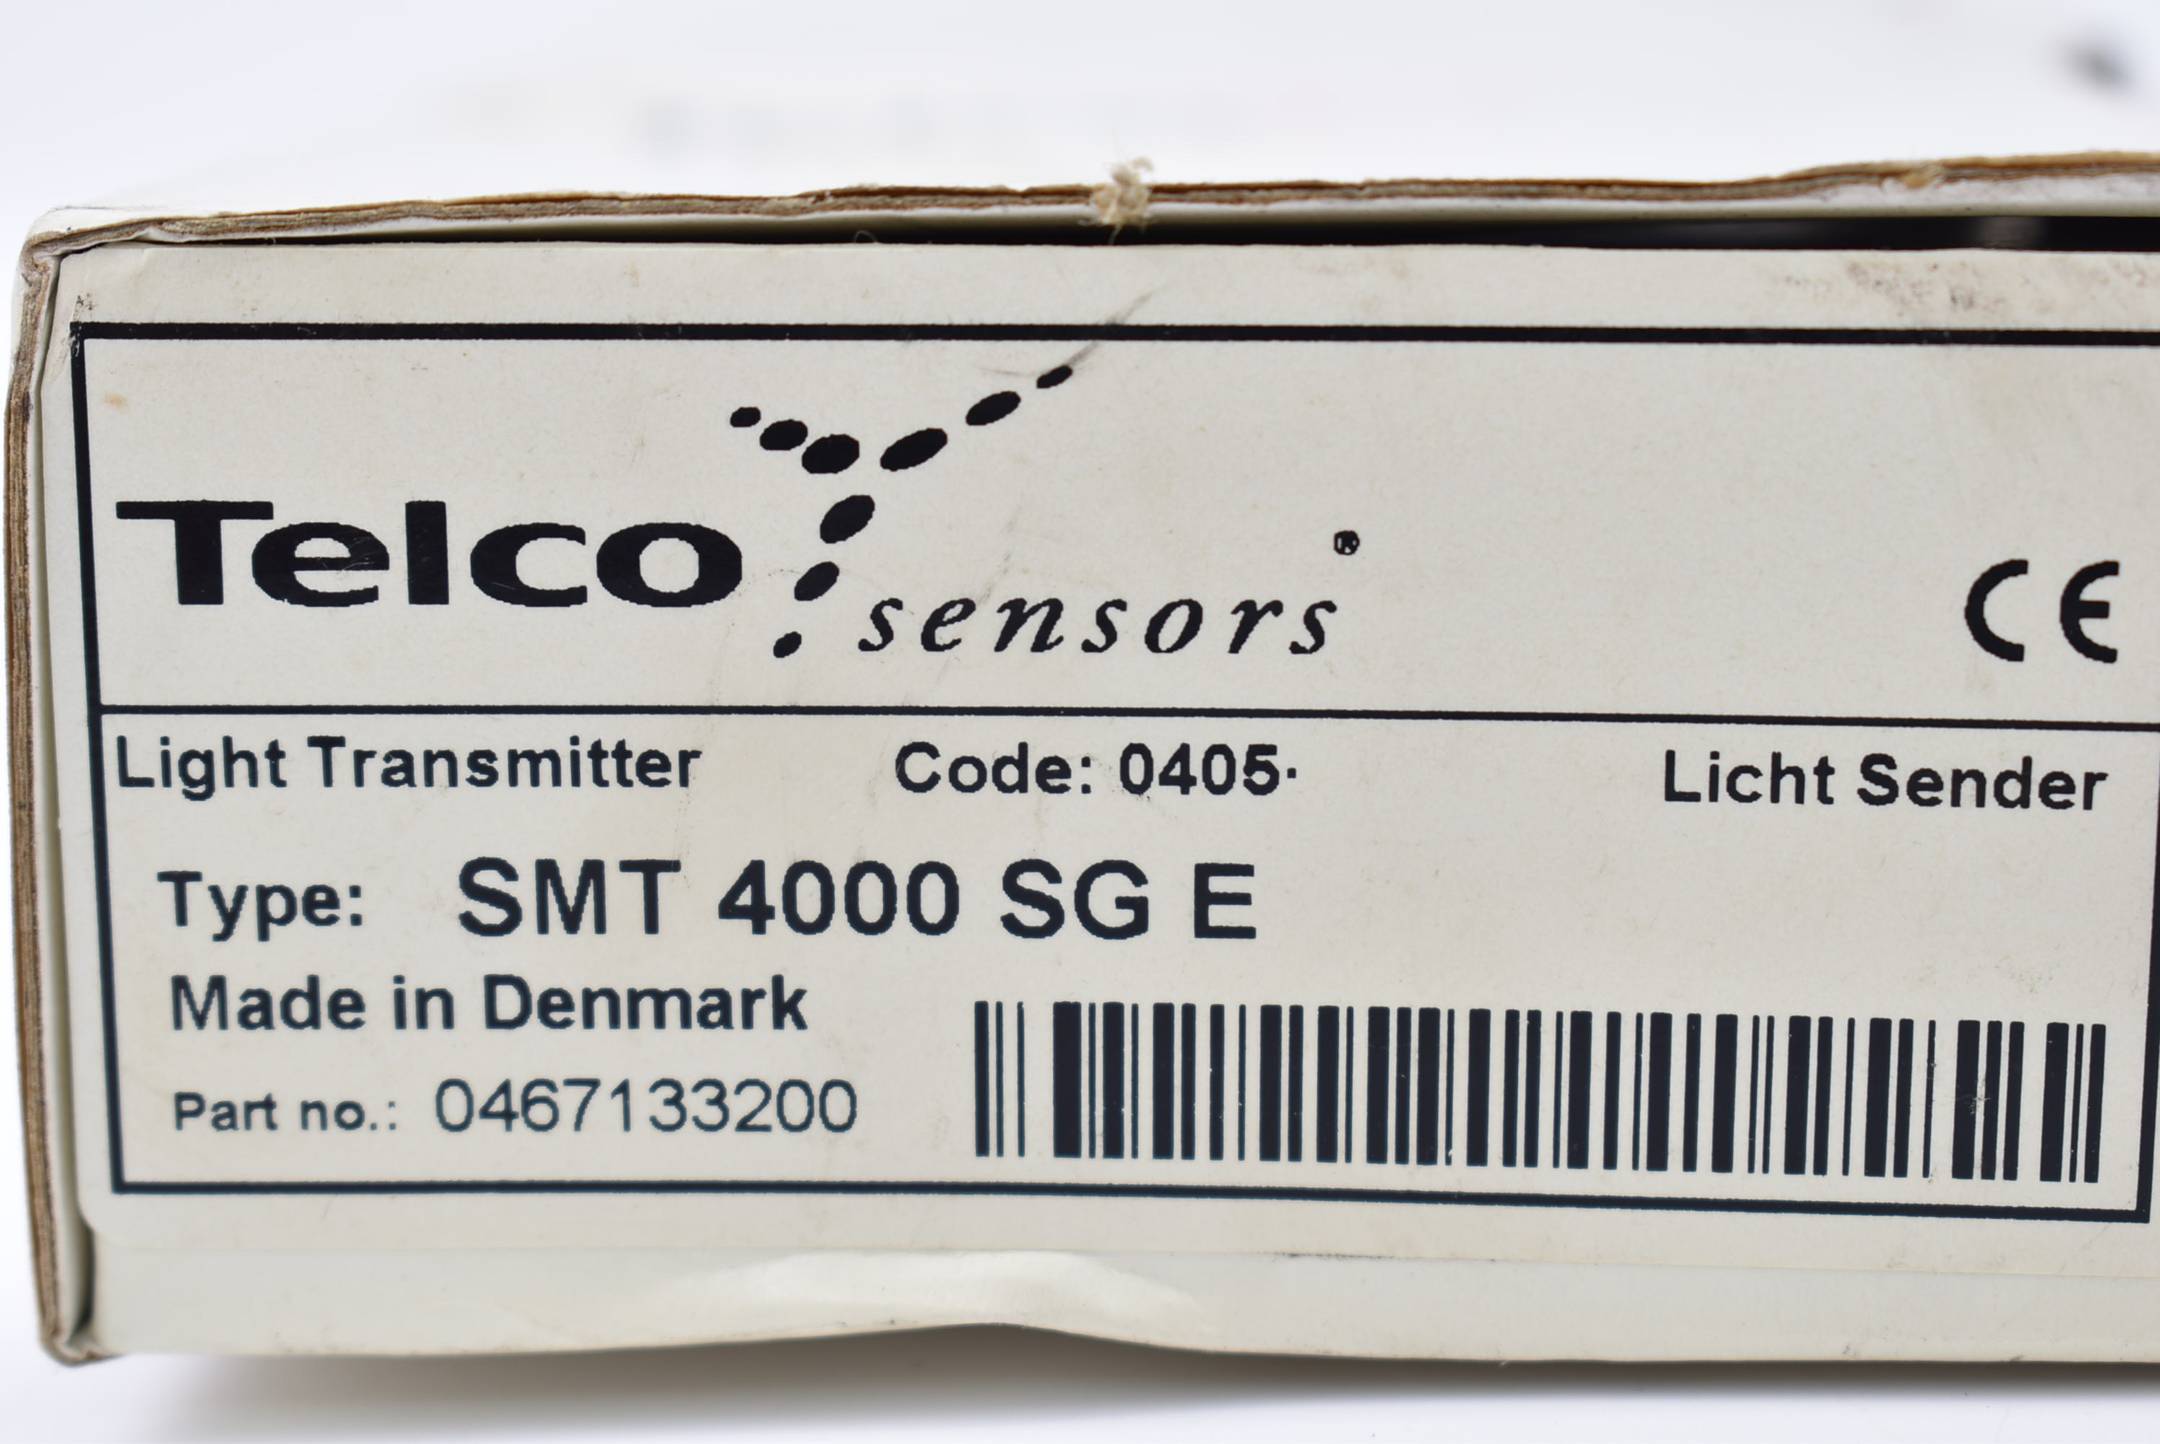 Telco sensors®
CE
Light Transmitter Code: 0405· Licht Sender
Type: SMT 4000 SG E
Made in Denmark
Part no.: 0467133200